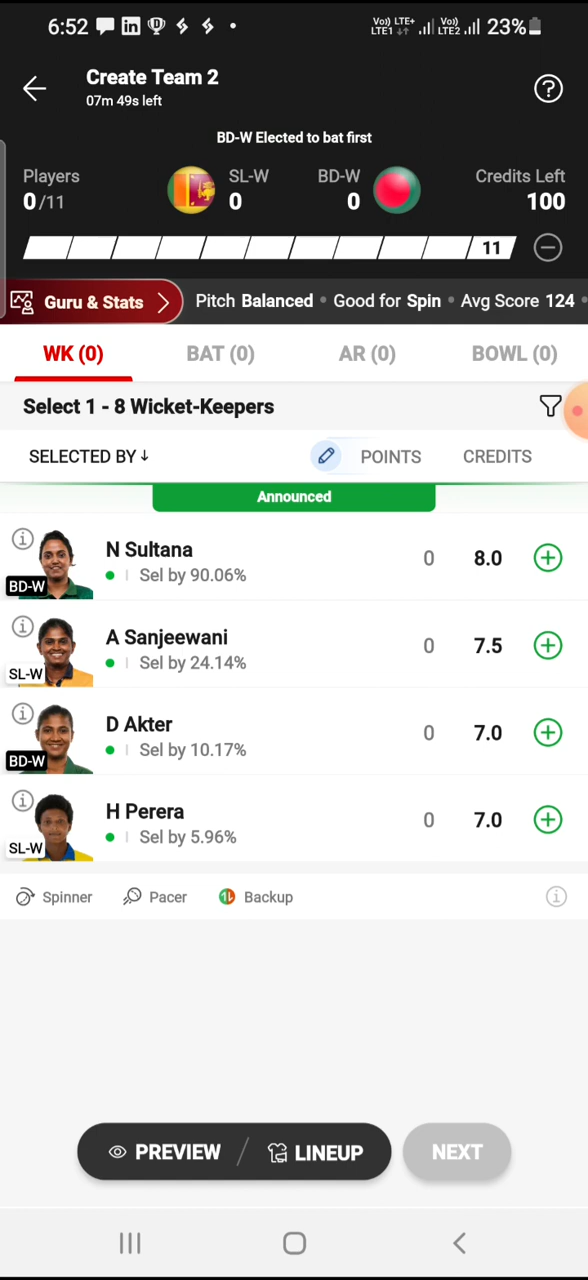 6:52 23%
Vo) LTE+ Vo)
LTE1 LTE2
Create Team 2
07m 49s left
BD-W Elected to bat first
Players SL-W BD-W Credits Left
0/11 0 0 100
11
Guru & Stats Pitch Balanced • Good for Spin • Avg Score 124
WK (0) BAT (0) AR (0) BOWL (0)
Select 1 - 8 Wicket-Keepers
SELECTED BY ↓ POINTS CREDITS
Announced
N Sultana 0 8.0
Sel by 90.06%
BD-W
A Sanjeewani 0 7.5
Sel by 24.14%
SL-W
D Akter 0 7.0
Sel by 10.17%
BD-W
H Perera 0 7.0
Sel by 5.96%
SL-W
Spinner Pacer Backup
PREVIEW / LINEUP NEXT